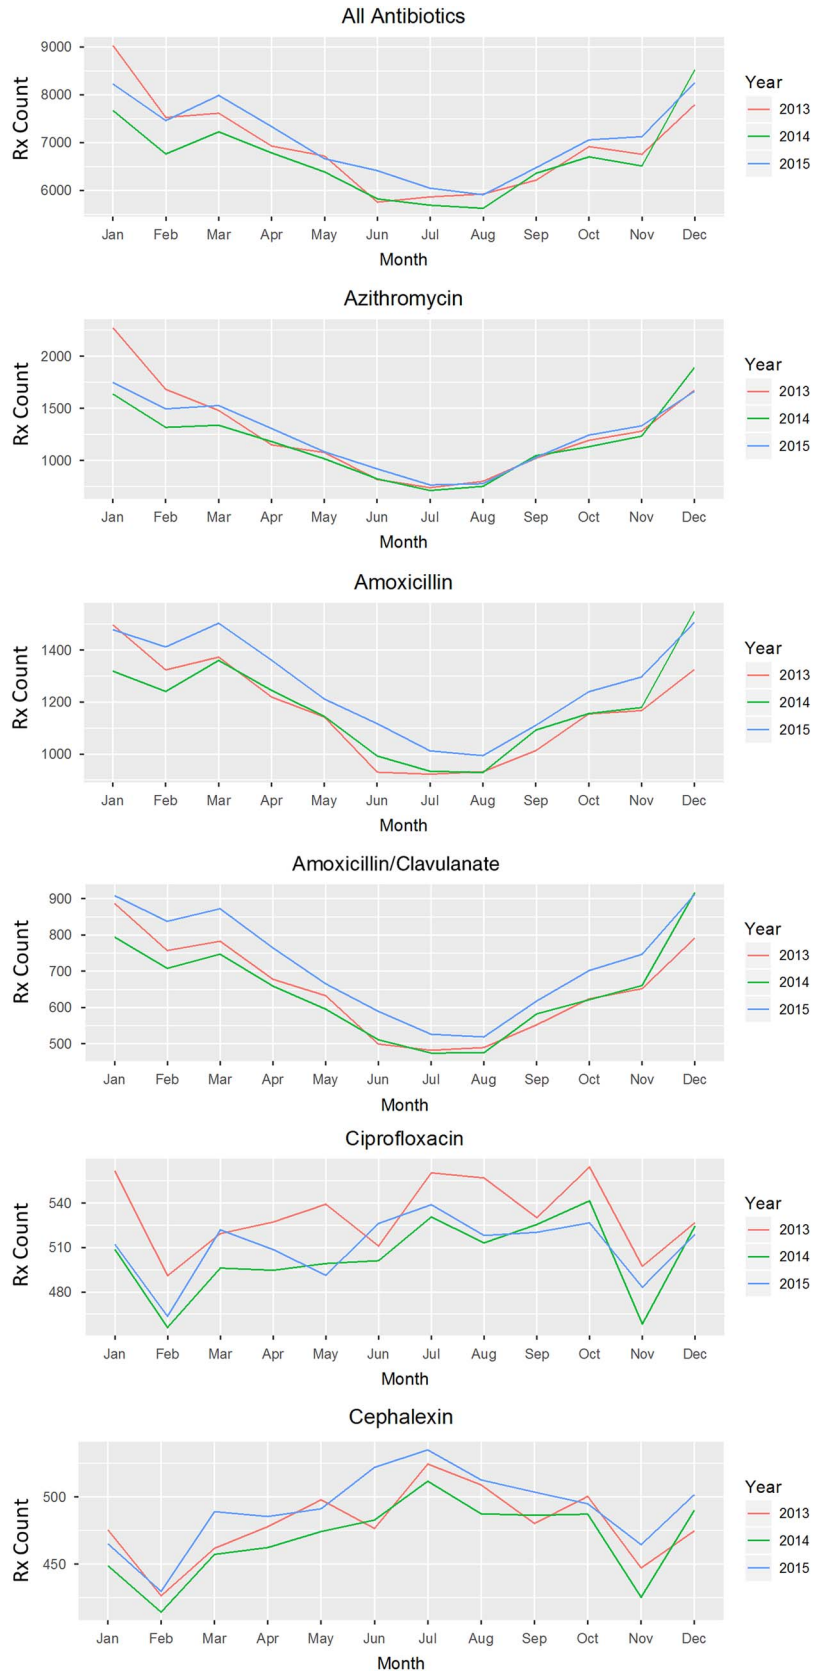 All Antibiotics
9000
8000
7000
6000
Rx Count
Jan Feb Mar Apr May Jun Jul Aug Sep Oct Nov Dec
Month
Year
2013
2014
2015
Azithromycin
2000
1500
1000
Rx Count
Jan Feb Mar Apr May Jun Jul Aug Sep Oct Nov Dec
Month
Year
2013
2014
2015
Amoxicillin
1400
1200
1000
Rx Count
Jan Feb Mar Apr May Jun Jul Aug Sep Oct Nov Dec
Month
Year
2013
2014
2015
Amoxicillin/Clavulanate
900
800
700
600
500
Rx Count
Jan Feb Mar Apr May Jun Jul Aug Sep Oct Nov Dec
Month
Year
2013
2014
2015
Ciprofloxacin
540
510
480
Rx Count
Jan Feb Mar Apr May Jun Jul Aug Sep Oct Nov Dec
Month
Year
2013
2014
2015
Cephalexin
500
450
Rx Count
Jan Feb Mar Apr May Jun Jul Aug Sep Oct Nov Dec
Month
Year
2013
2014
2015